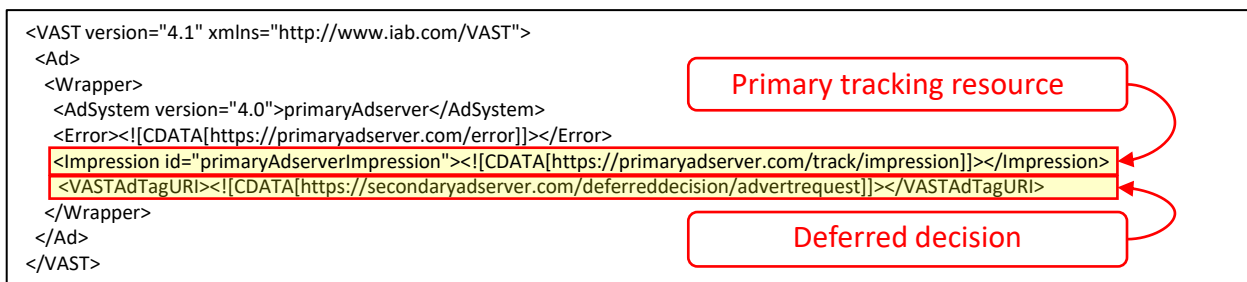 <VAST version="4.1" xmlns="http://www.iab.com/VAST">
<Ad>
<Wrapper>
Primary tracking resource
<AdSystem version="4.0">primaryAdserver</AdSystem>
<Error><![CDATA[https://primaryadserver.com/error]]></Error>
<Impression id="primaryAdserverImpression"><![CDATA[https://primaryadserver.com/track/impression]]></Impression>
<VASTAdTagURI><![CDATA[https://secondaryadserver.com/deferreddecision/advertrequest]]></VASTAdTagURI>
</Wrapper>
</Ad>
Deferred decision
</VAST>